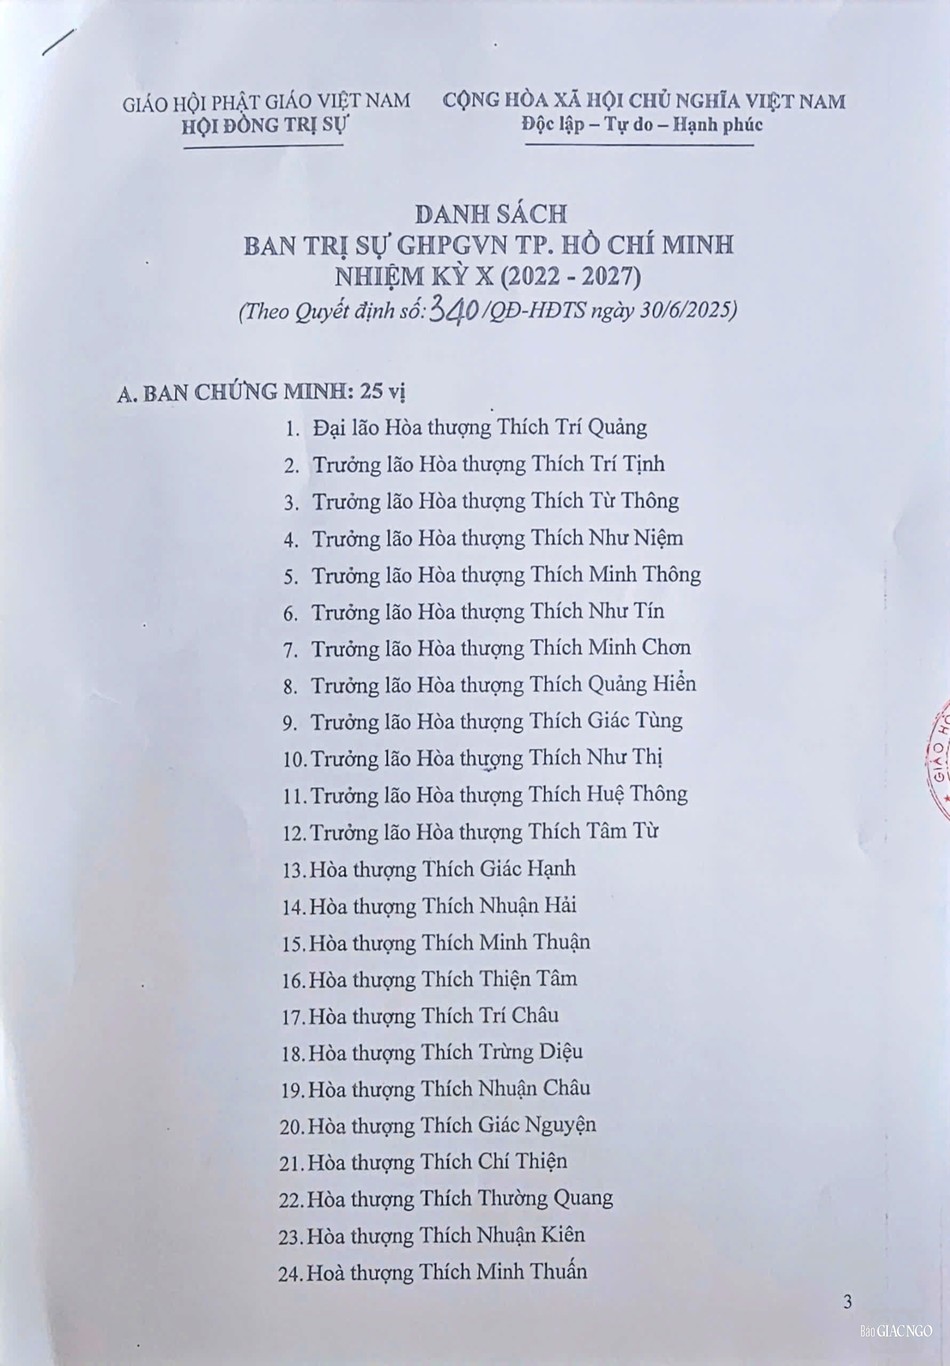 GIÁO HỘI PHẬT GIÁO VIỆT NAM
HỘI ĐỒNG TRỊ SỰ
CỘNG HÒA XÃ HỘI CHỦ NGHĨA VIỆT NAM
Độc lập – Tự do – Hạnh phúc
DANH SÁCH
BAN TRỊ SỰ GHPGVN TP. HỒ CHÍ MINH
NHIỆM KỲ X (2022 - 2027)
(Theo Quyết định số: 340/QĐ-HĐTS ngày 30/6/2025)
A. BAN CHỨNG MINH: 25 vị
1. Đại lão Hòa thượng Thích Trí Quảng
2. Trưởng lão Hòa thượng Thích Trí Tịnh
3. Trưởng lão Hòa thượng Thích Từ Thông
4. Trưởng lão Hòa thượng Thích Như Niệm
5. Trưởng lão Hòa thượng Thích Minh Thông
6. Trưởng lão Hòa thượng Thích Như Tín
7. Trưởng lão Hòa thượng Thích Minh Chơn
8. Trưởng lão Hòa thượng Thích Quảng Hiển
9. Trưởng lão Hòa thượng Thích Giác Tùng
10. Trưởng lão Hòa thượng Thích Như Thị
11. Trưởng lão Hòa thượng Thích Huệ Thông
12. Trưởng lão Hòa thượng Thích Tâm Từ
13. Hòa thượng Thích Giác Hạnh
14. Hòa thượng Thích Nhuận Hải
15. Hòa thượng Thích Minh Thuận
16. Hòa thượng Thích Thiện Tâm
17. Hòa thượng Thích Trí Châu
18. Hòa thượng Thích Trừng Diệu
19. Hòa thượng Thích Nhuận Châu
20. Hòa thượng Thích Giác Nguyện
21. Hòa thượng Thích Chí Thiện
22. Hòa thượng Thích Thường Quang
23. Hòa thượng Thích Nhuận Kiên
24. Hoà thượng Thích Minh Thuấn
GIÁO HỘ
3
Báo GIÁC NGỘ